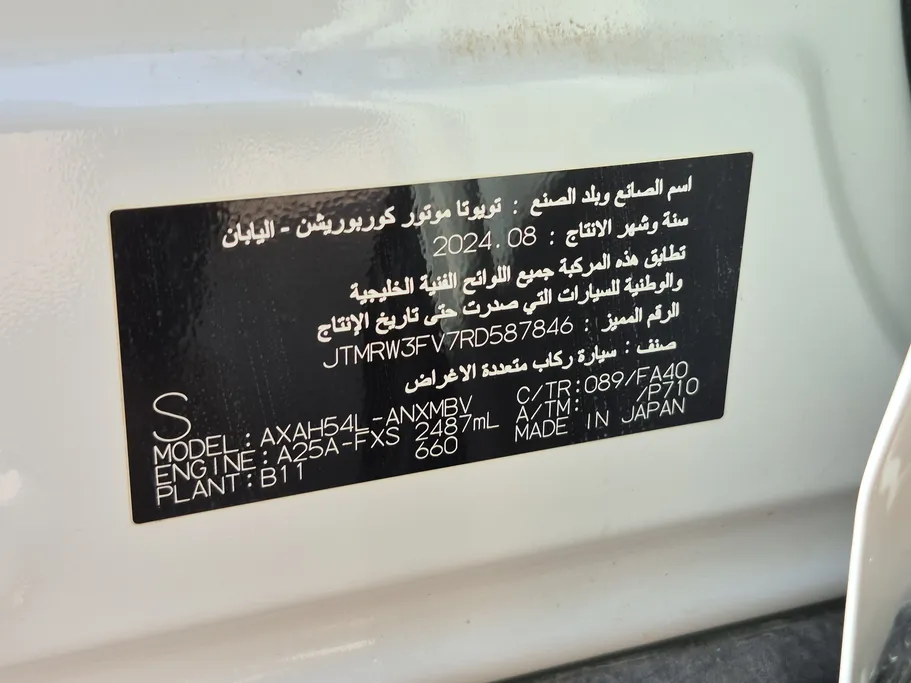 اسم الصانع وبلد الصنع : تويوتا موتور كوربوريشن - اليابان
سنة وشهر الانتاج : 2024.08
تطابق هذه المركبة جميع اللوائح الفنية الخليجية
والوطنية للسيارات التي صدرت حتى تاريخ الإنتاج
الرقم المميز : JTMRW3FV7RD587846
صنف : سيارة ركاب متعددة الاغراض
S
MODEL:AXAH54L-ANXMBV C/TR:089/FA40
ENGINE:A25A-FXS 2487mL A/TM: /P710
PLANT:B11 660 MADE IN JAPAN